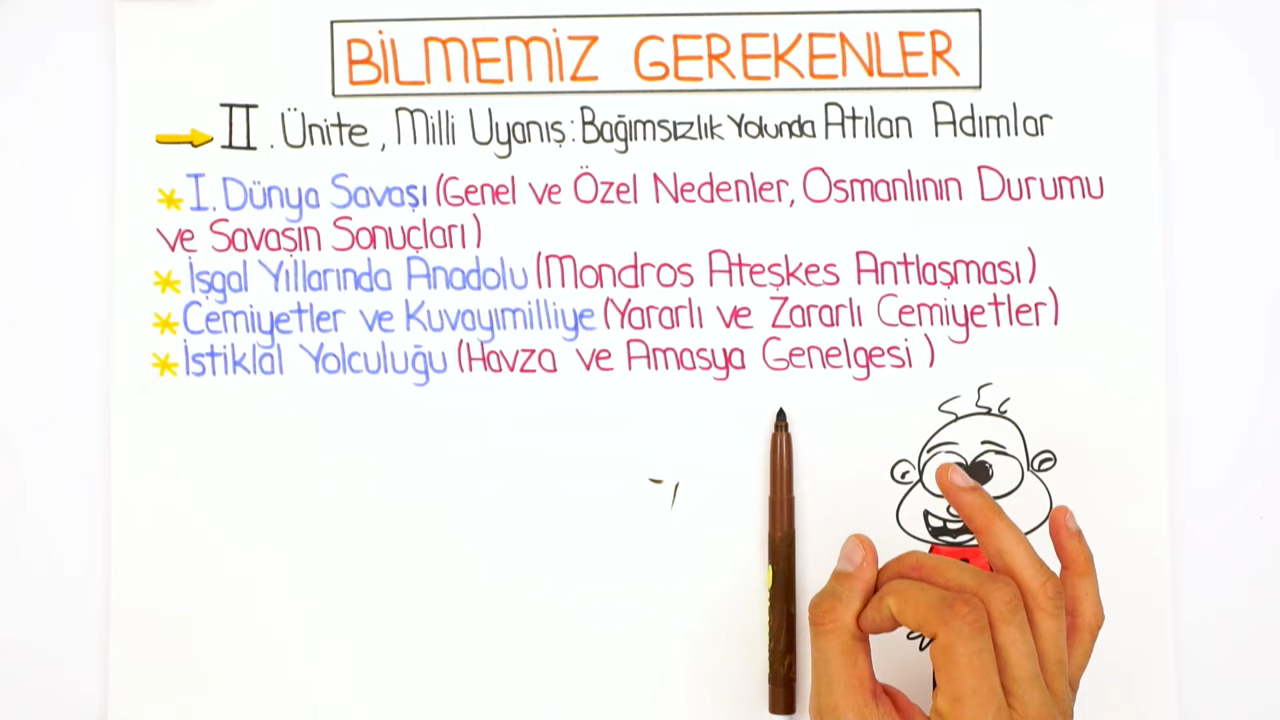 BİLMEMİZ GEREKENLER
II. Ünite, Milli Uyanış: Bağımsızlık Yolunda Atılan Adımlar
* I. Dünya Savaşı (Genel ve Özel Nedenler, Osmanlının Durumu
ve Savaşın Sonuçları)
* İşgal Yıllarında Anadolu (Mondros Ateşkes Antlaşması)
* Cemiyetler ve Kuvayımilliye (Yararlı ve Zararlı Cemiyetler)
* İstiklal Yolculuğu (Havza ve Amasya Genelgesi)